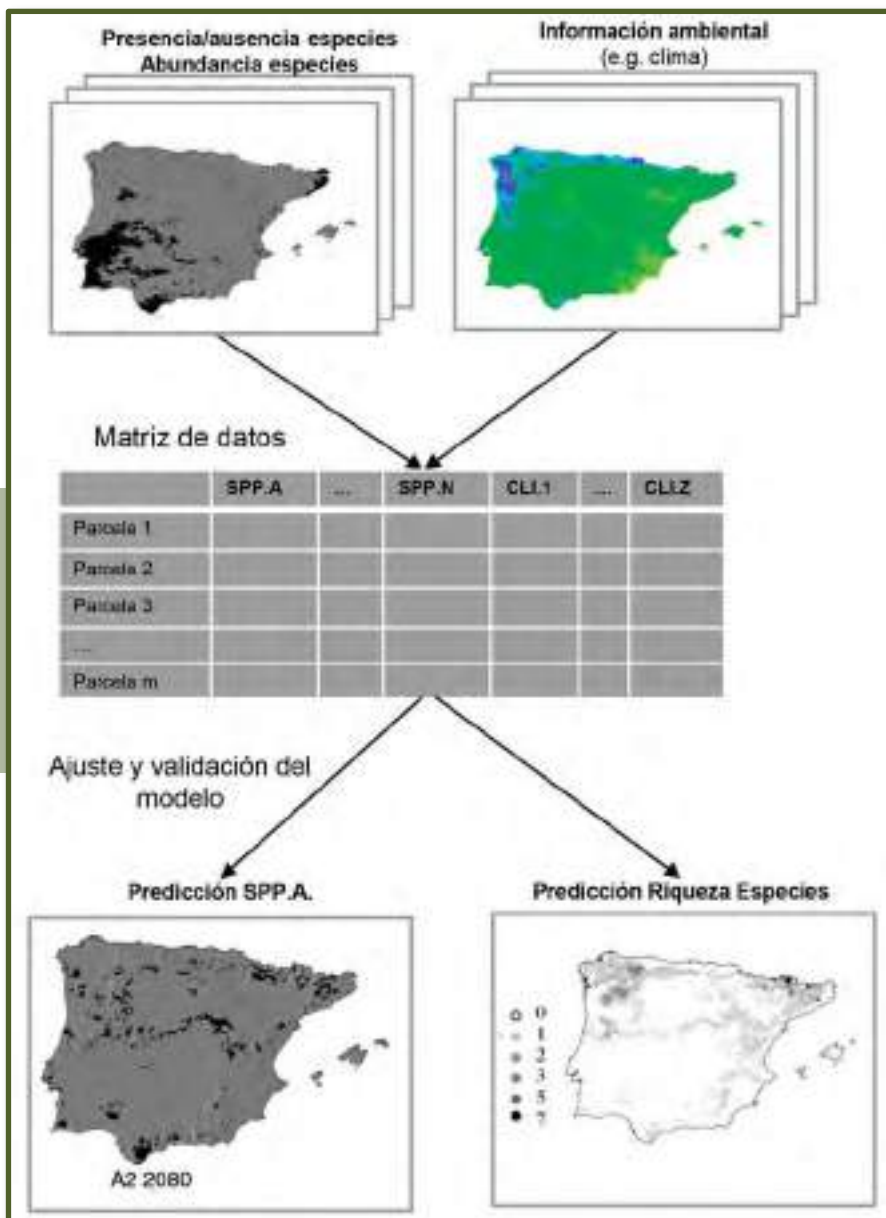 Presencia/ausencia especies
Abundancia especies
Información ambiental
(e.g. clima)
Matriz de datos
SPP.A ... SPP.N CLI.1 ... CLI.Z
Parcela 1
Parcela 2
Parcela 3
...
Parcela m
Ajuste y validación del
modelo
Predicción SPP.A.
Predicción Riqueza Especies
0
1
2
3
5
7
A2 2080